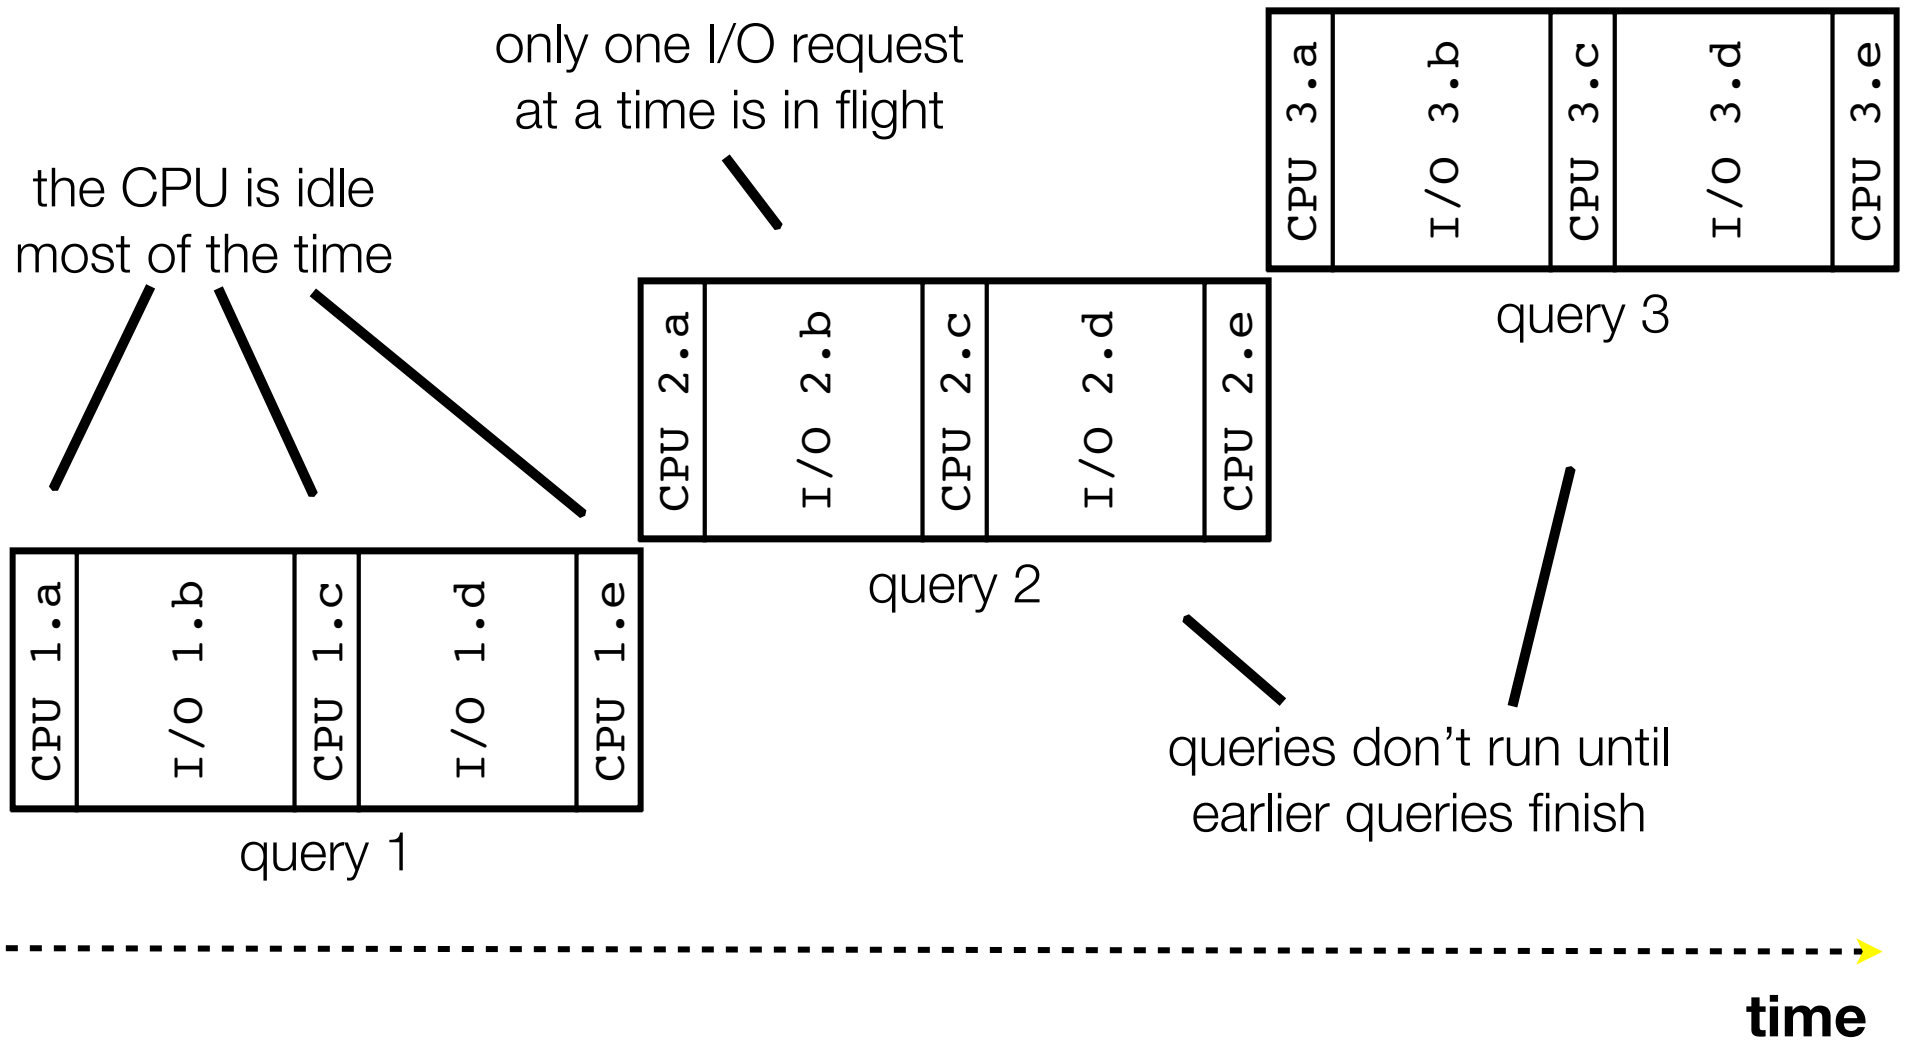 only one I/O request
at a time is in flight
the CPU is idle
most of the time
CPU 3.a
I/O 3.b
CPU 3.c
I/O 3.d
CPU 3.e
query 3
CPU 2.a
I/O 2.b
CPU 2.c
I/O 2.d
CPU 2.e
query 2
CPU 1.a
I/O 1.b
CPU 1.c
I/O 1.d
CPU 1.e
query 1
queries don’t run until
earlier queries finish
time